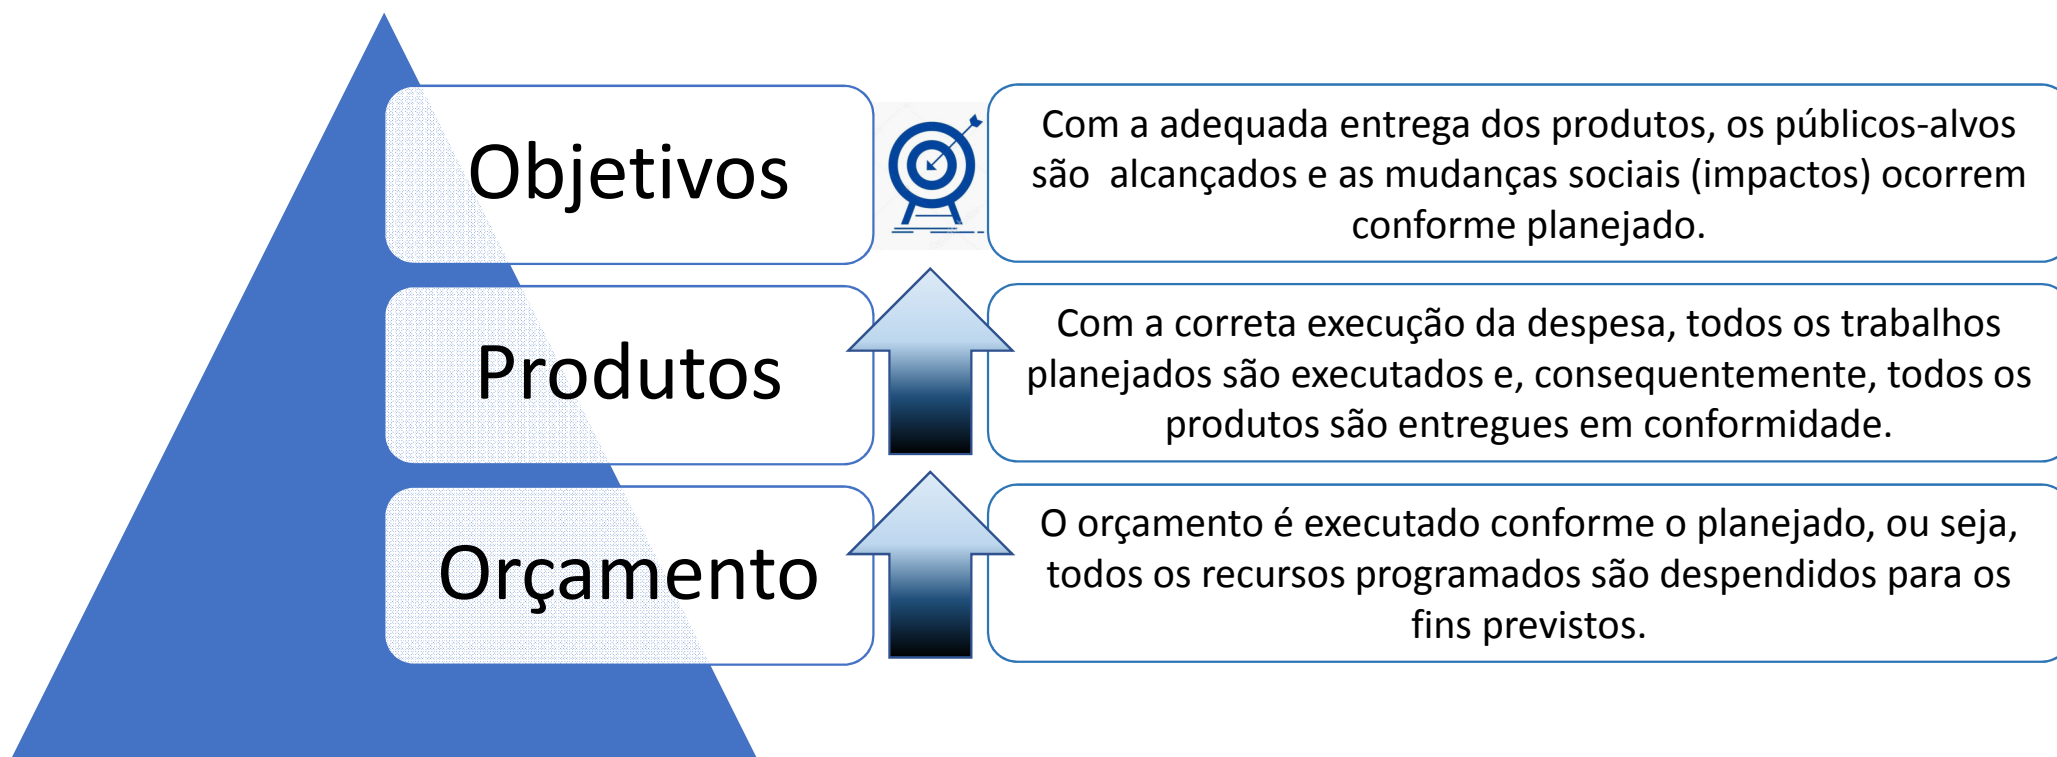 Objetivos
Com a adequada entrega dos produtos, os públicos-alvos
são alcançados e as mudanças sociais (impactos) ocorrem
conforme planejado.
Produtos
Com a correta execução da despesa, todos os trabalhos
planejados são executados e, consequentemente, todos os
produtos são entregues em conformidade.
Orçamento
O orçamento é executado conforme o planejado, ou seja,
todos os recursos programados são despendidos para os
fins previstos.